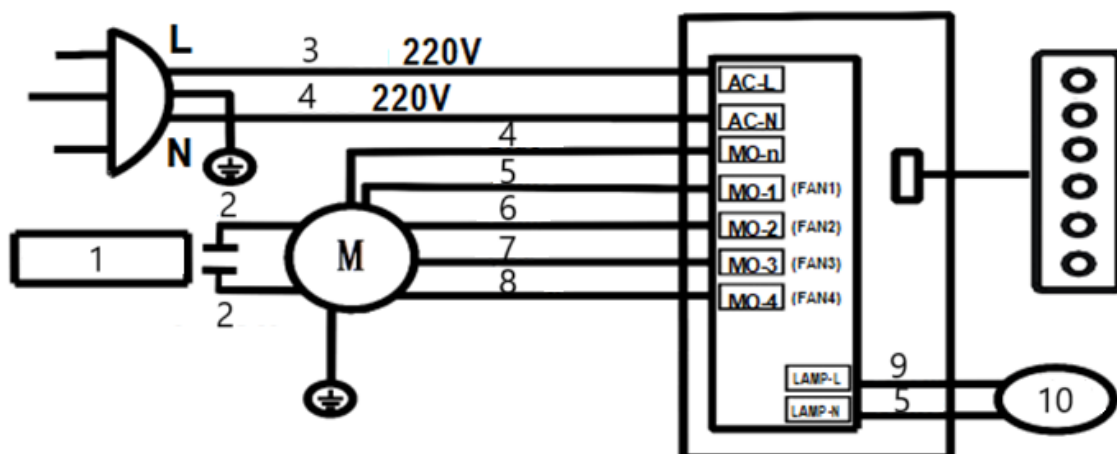 L
3 220V
4 220V
N
AC-L
AC-N
4 MO-n
5 MO-1 (FAN1)
2 6 MO-2 (FAN2)
1 M 7 MO-3 (FAN3)
2 8 MO-4 (FAN4)
LAMP-L 9
LAMP-N 5
10